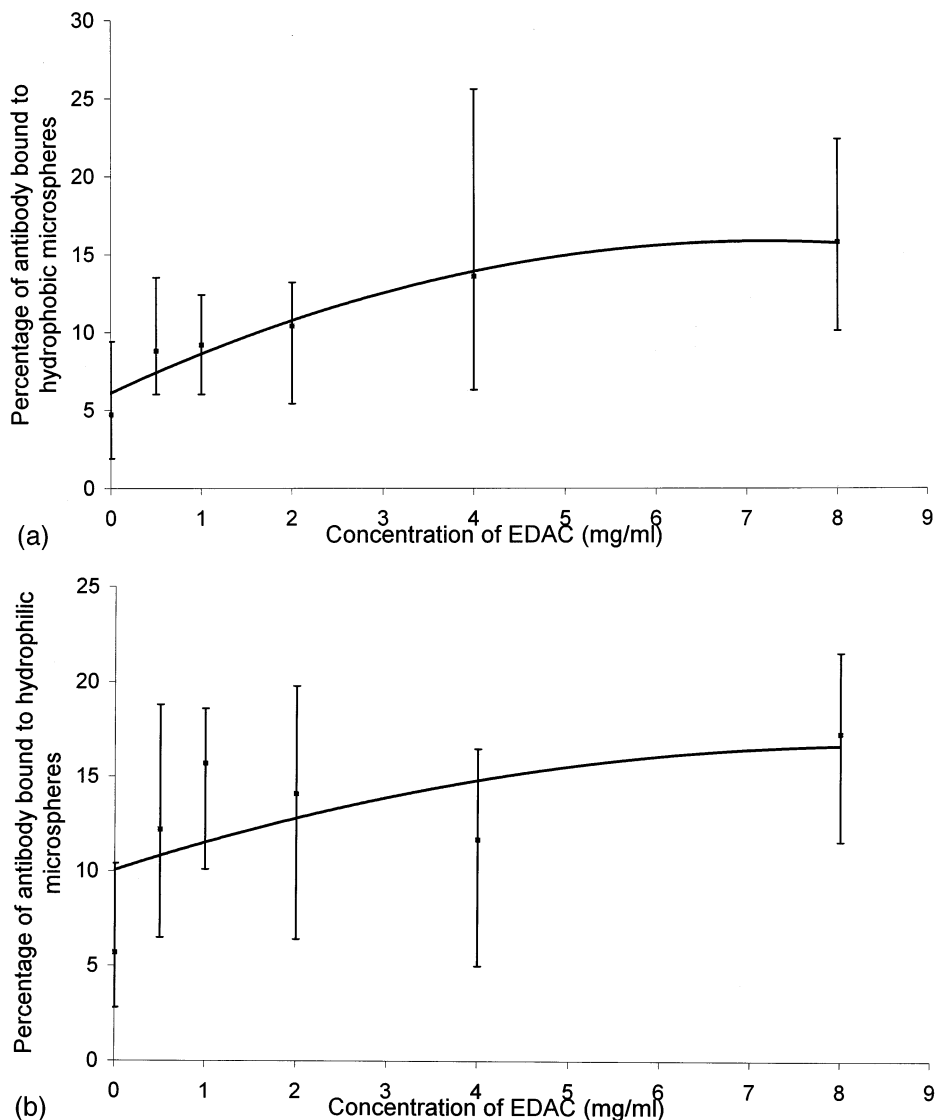 30
25
20
15
10
5
0
Percentage of antibody bound to
hydrophobic microspheres
0 1 2 3 4 5 6 7 8 9
Concentration of EDAC (mg/ml)
(a)
25
20
15
10
5
0
Percentage of antibody bound to hydrophilic
microspheres
0 1 2 3 4 5 6 7 8 9
Concentration of EDAC (mg/ml)
(b)